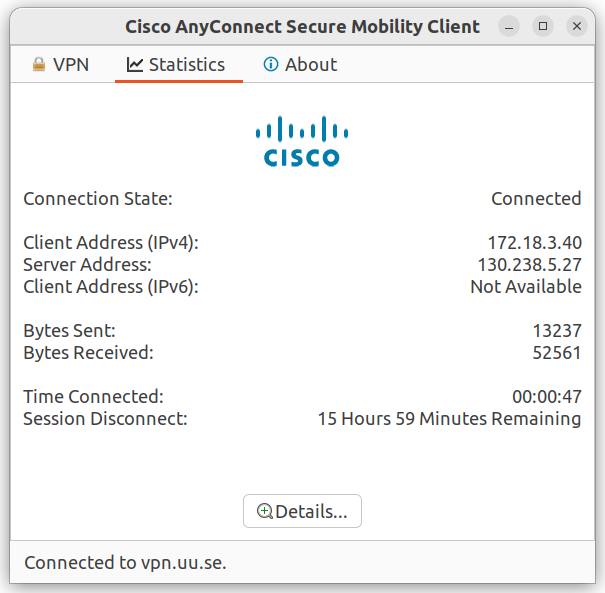 Cisco AnyConnect Secure Mobility Client
VPN Statistics About
CISCO
Connection State: Connected
Client Address (IPv4): 172.18.3.40
Server Address: 130.238.5.27
Client Address (IPv6): Not Available
Bytes Sent: 13237
Bytes Received: 52561
Time Connected: 00:00:47
Session Disconnect: 15 Hours 59 Minutes Remaining
Details...
Connected to vpn.uu.se.